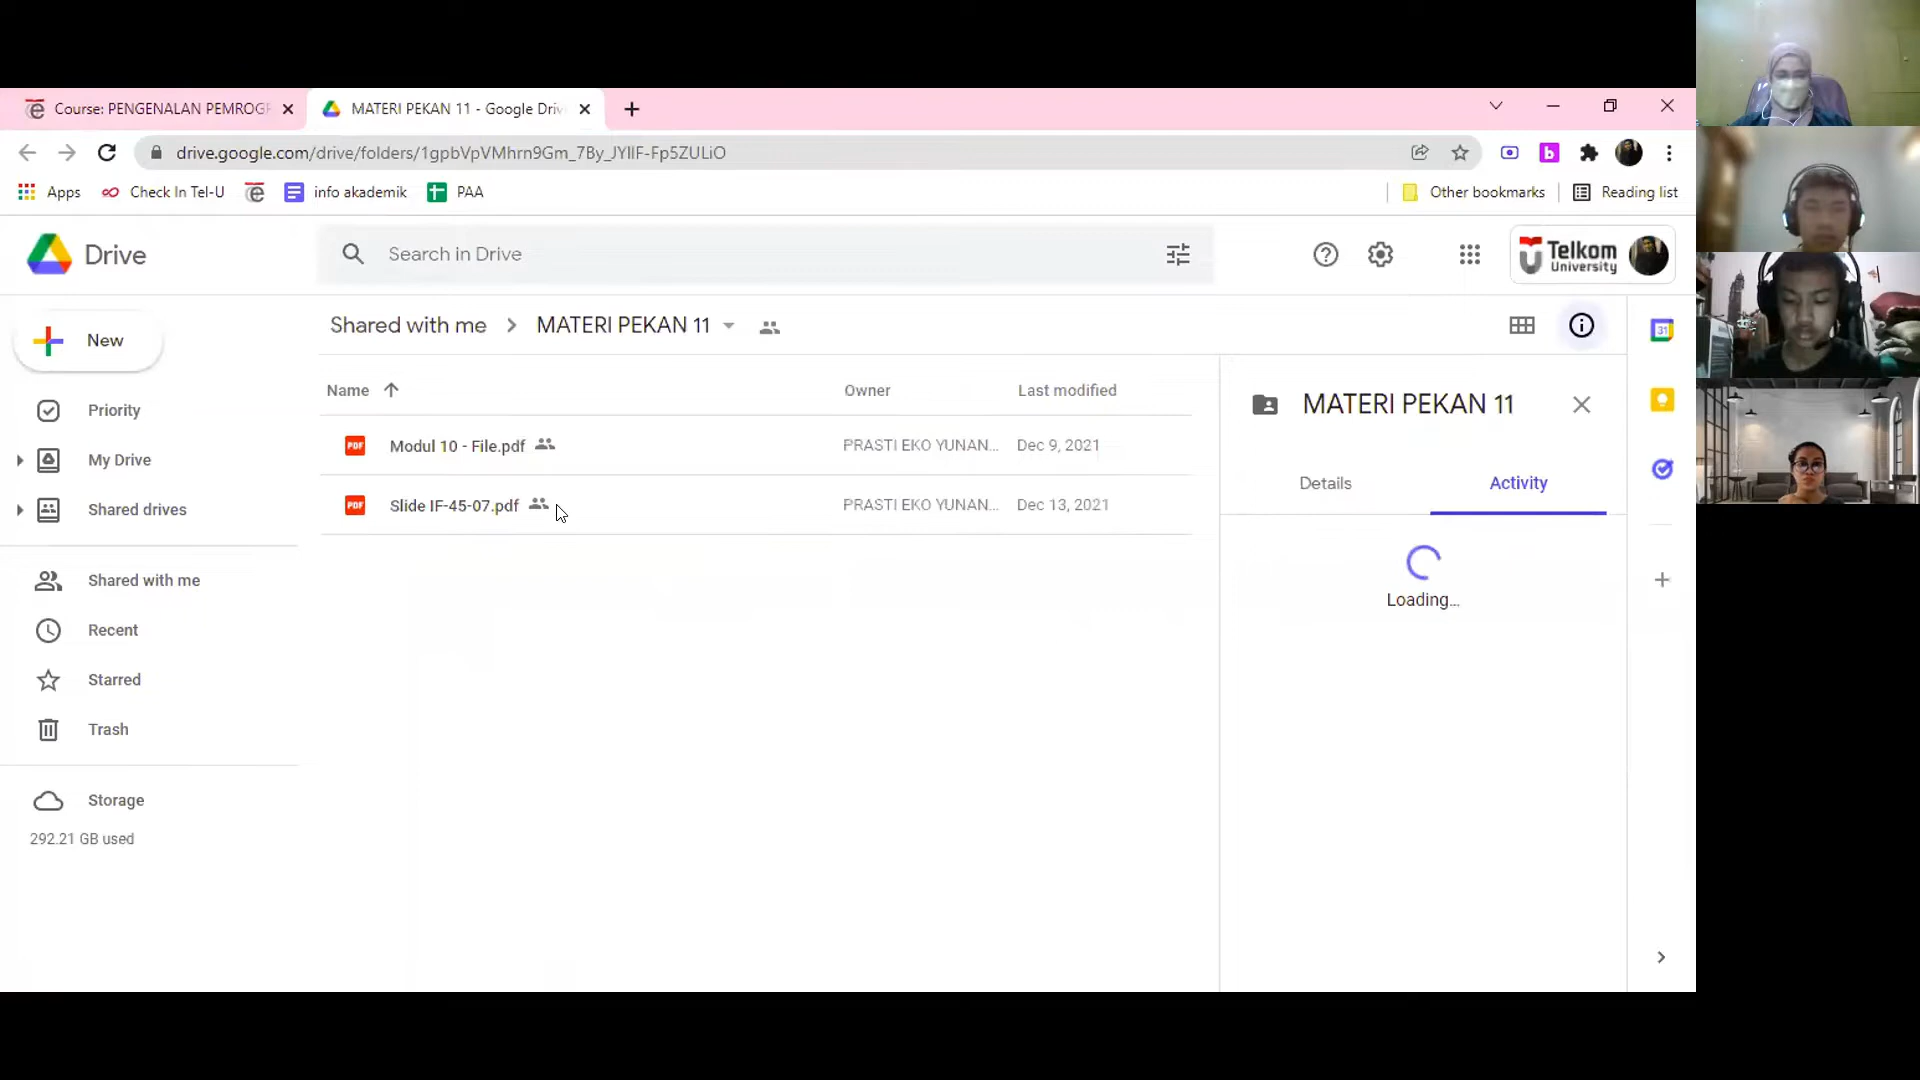 Course: PENGENALAN PEMROGR
MATERI PEKAN 11 - Google Driv
drive.google.com/drive/folders/1gpbVpVMhrn9Gm_7By_JYIIF-Fp5ZULiO
Apps
Check In Tel-U
info akademik
PAA
Other bookmarks
Reading list
Drive
Search in Drive
Telkom
University
New
Shared with me
MATERI PEKAN 11
Priority
My Drive
Shared drives
Shared with me
Recent
Starred
Trash
Storage
292.21 GB used
Name
Owner
Last modified
PDF
Modul 10 - File.pdf
PRASTI EKO YUNAN...
Dec 9, 2021
PDF
Slide IF-45-07.pdf
PRASTI EKO YUNAN...
Dec 13, 2021
MATERI PEKAN 11
Details
Activity
Loading...
31